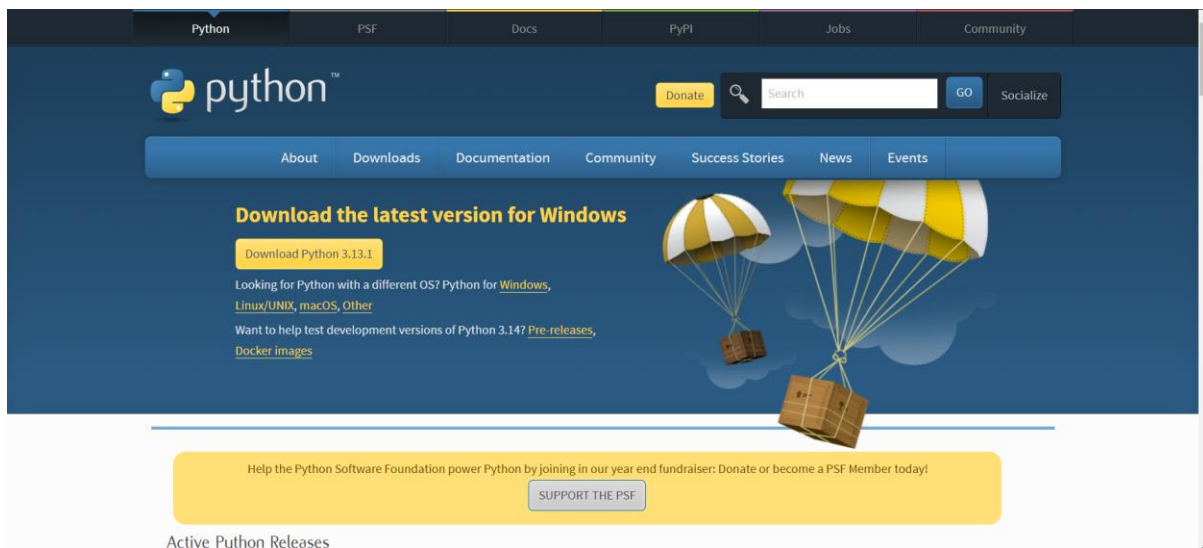 Python PSF Docs PyPI Jobs Community
python™
Donate Search GO Socialize
About Downloads Documentation Community Success Stories News Events
Download the latest version for Windows
Download Python 3.13.1
Looking for Python with a different OS? Python for Windows,
Linux/UNIX, macOS, Other
Want to help test development versions of Python 3.14? Pre-releases,
Docker images
Help the Python Software Foundation power Python by joining in our year end fundraiser: Donate or become a PSF Member today!
SUPPORT THE PSF
Active Python Releases